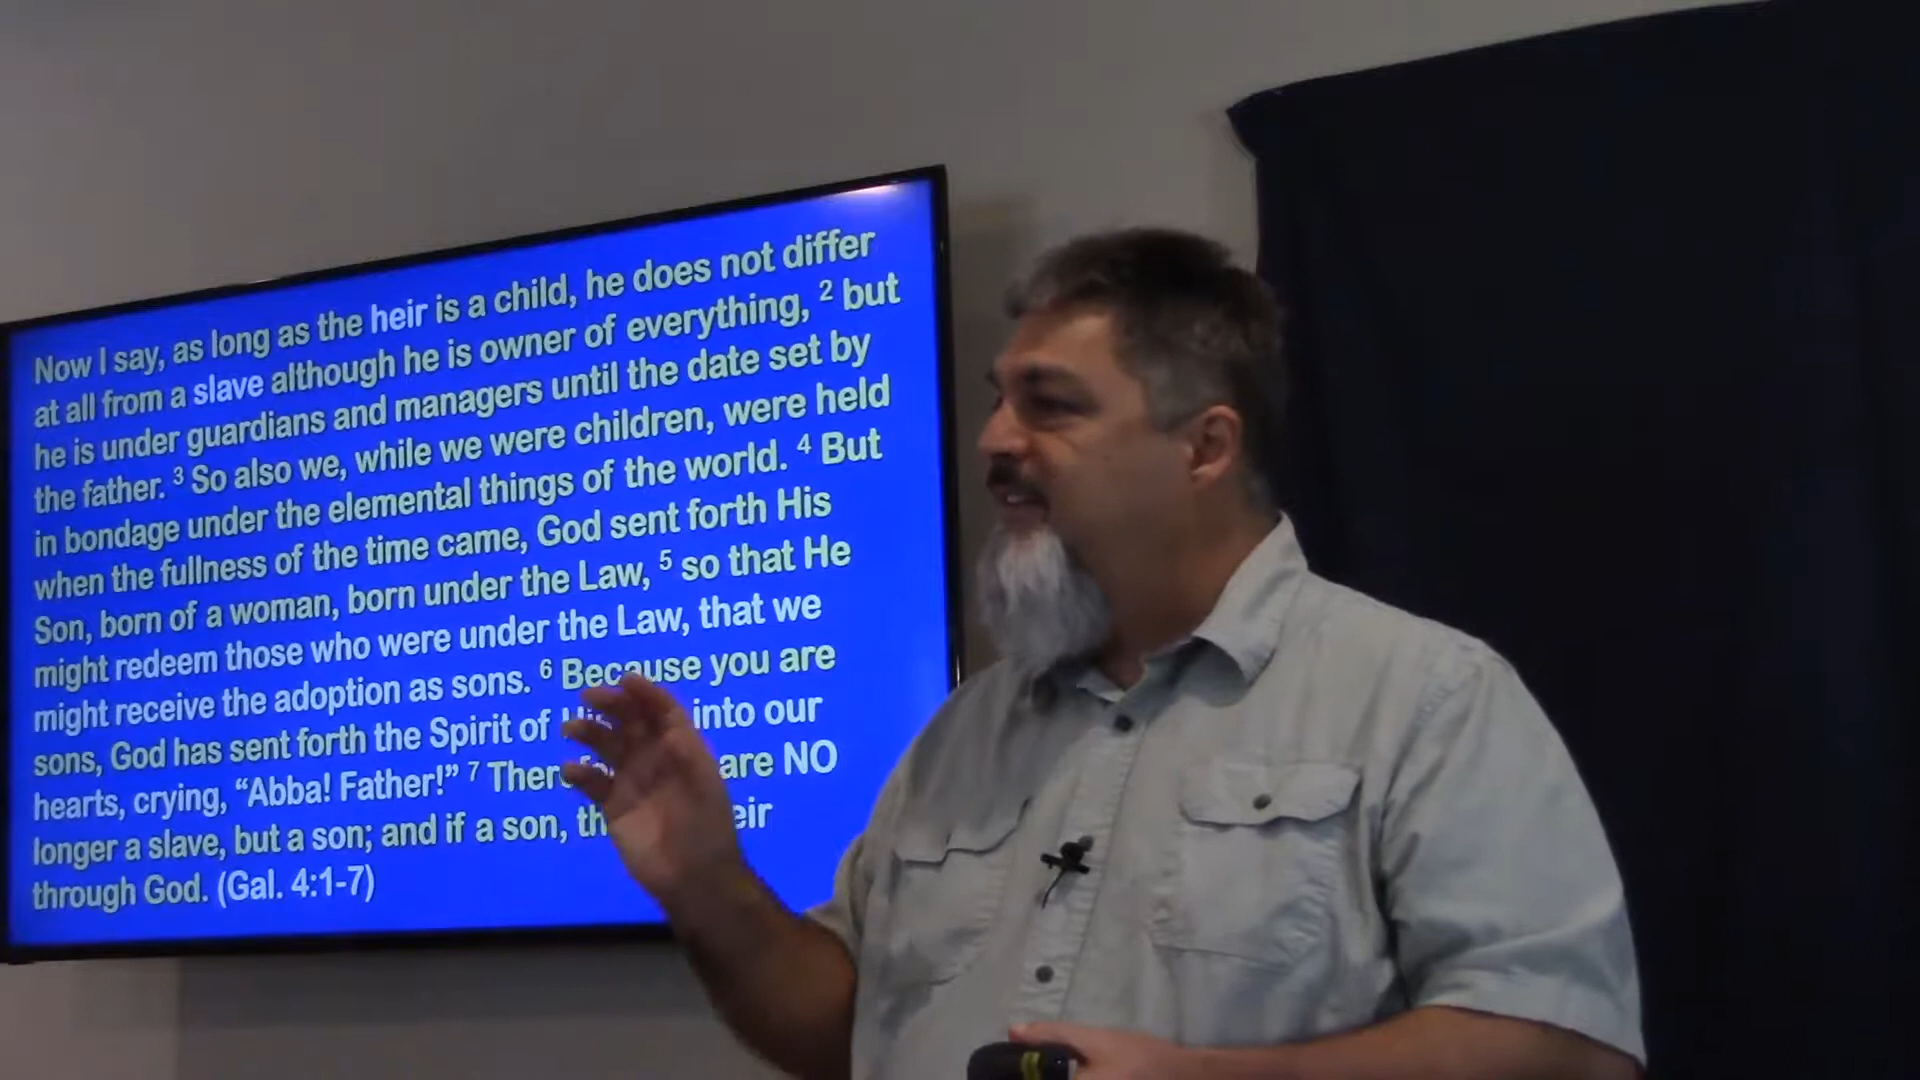 Now I say, as long as the heir is a child, he does not differ
at all from a slave although he is owner of everything, 2 but
he is under guardians and managers until the date set by
the father. 3 So also we, while we were children, were held
in bondage under the elemental things of the world. 4 But
when the fullness of the time came, God sent forth His
Son, born of a woman, born under the Law, 5 so that He
might redeem those who were under the Law, that we
might receive the adoption as sons. 6 Because you are
sons, God has sent forth the Spirit of into our
hearts, crying, “Abba! Father!” 7 are NO
longer a slave, but a son; and if a son,
through God. (Gal. 4:1-7)